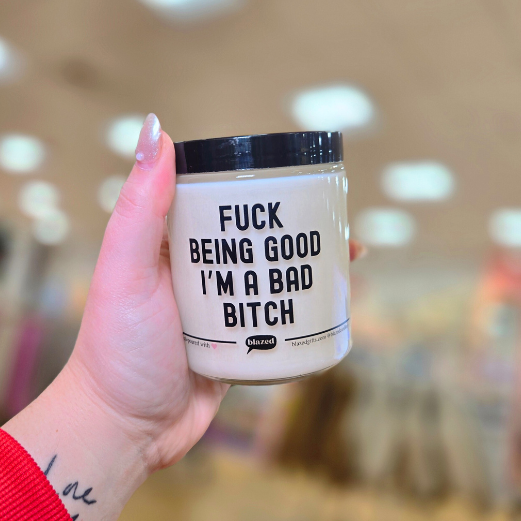 FUCK
BEING GOOD
I'M A BAD
BITCH
blazed